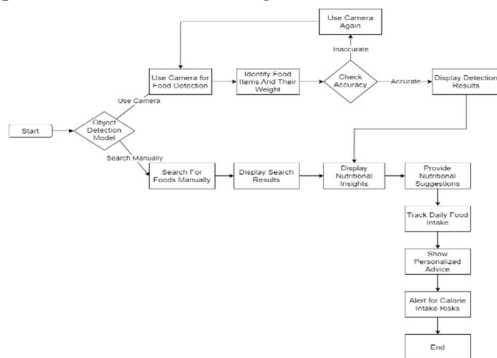 Use Camera
Again
Inaccurate
Use Camera for
Food Detection
Identify Food
Items And Their
Weight
Check
Accuracy
Accurate
Display Detection
Results
Use Camera
Start
Object
Detection
Model
Search Manually
Search For
Foods Manually
Display Search
Results
Display
Nutritional
Insights
Provide
Nutritional
Suggestions
Track Daily Food
Intake
Show
Personalized
Advice
Alert for Calorie
Intake Risks
End